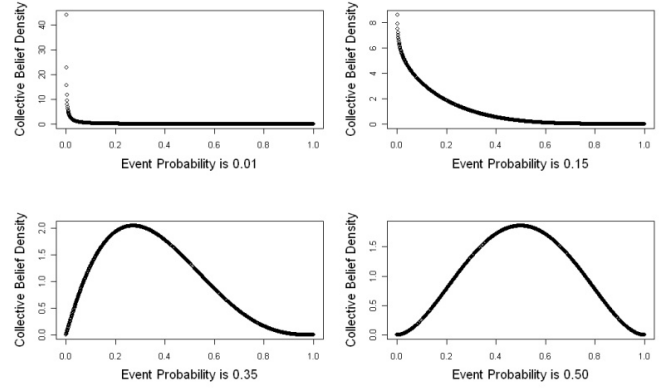 Collective Belief Density
40
30
20
10
0
0.0 0.2 0.4 0.6 0.8 1.0
Event Probability is 0.01
Collective Belief Density
8
6
4
2
0
0.0 0.2 0.4 0.6 0.8 1.0
Event Probability is 0.15
Collective Belief Density
2.0
1.5
1.0
0.5
0.0
0.0 0.2 0.4 0.6 0.8 1.0
Event Probability is 0.35
Collective Belief Density
1.5
1.0
0.5
0.0
0.0 0.2 0.4 0.6 0.8 1.0
Event Probability is 0.50